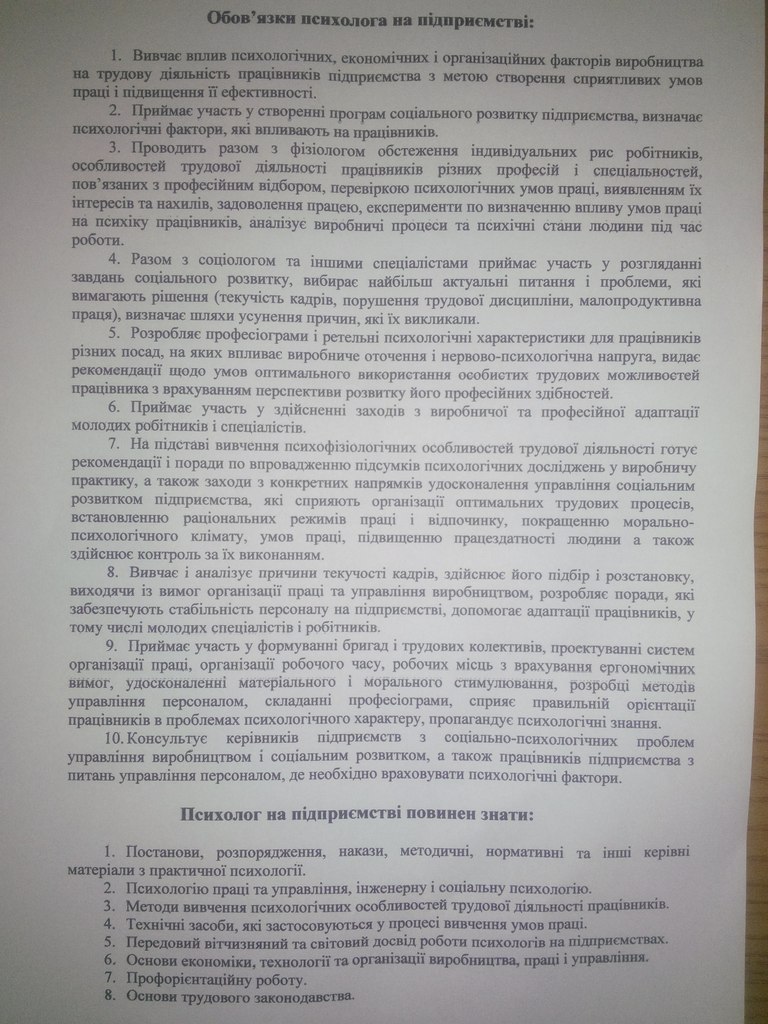 Обов’язки психолога на підприємстві:
1. Вивчає вплив психологічних, економічних і організаційних факторів виробництва
на трудову діяльність працівників підприємства з метою створення сприятливих умов
праці і підвищення її ефективності.
2. Приймає участь у створенні програм соціального розвитку підприємства, визначає
психологічні фактори, які впливають на працівників.
3. Проводить разом з фізіологом обстеження індивідуальних рис робітників,
особливостей трудової діяльності працівників різних професій і спеціальностей,
пов’язаних з професійним відбором, перевіркою психологічних умов праці, виявленням їх
інтересів та нахилів, задоволення працею, експерименти по визначенню впливу умов праці
на психіку працівників, аналізує виробничі процеси та психічні стани людини під час
роботи.
4. Разом з соціологом та іншими спеціалістами приймає участь у розгляданні
завдань соціального розвитку, вибирає найбільш актуальні питання і проблеми, які
вимагають рішення (текучість кадрів, порушення трудової дисципліни, малопродуктивна
праця), визначає шляхи усунення причин, які їх викликали.
5. Розробляє професіограми і ретельні психологічні характеристики для працівників
різних посад, на яких впливає виробниче оточення і нервово-психологічна напруга, видає
рекомендації щодо умов оптимального використання особистих трудових можливостей
працівника з врахуванням перспективи розвитку його професійних здібностей.
6. Приймає участь у здійсненні заходів з виробничої та професійної адаптації
молодих робітників і спеціалістів.
7. На підставі вивчення психофізіологічних особливостей трудової діяльності готує
рекомендації і поради по впровадженню підсумків психологічних досліджень у виробничу
практику, а також заходи з конкретних напрямків удосконалення управління соціальним
розвитком підприємства, які сприяють організації оптимальних трудових процесів,
встановленню раціональних режимів праці і відпочинку, покращенню морально-
психологічного клімату, умов праці, підвищенню працездатності людини а також
здійснює контроль за їх виконанням.
8. Вивчає і аналізує причини текучості кадрів, здійснює його підбір і розстановку,
виходячи із вимог організації праці та управління виробництвом, розробляє поради, які
забезпечують стабільність персоналу на підприємстві, допомагає адаптації працівників, у
тому числі молодих спеціалістів і робітників.
9. Приймає участь у формуванні бригад і трудових колективів, проектуванні систем
організації праці, організації робочого часу, робочих місць з врахування ергономічних
вимог, удосконаленні матеріального і морального стимулювання, розробці методів
управління персоналом, складанні професіограми, сприяє правильній орієнтації
працівників в проблемах психологічного характеру, пропагандує психологічні знання.
10. Консультує керівників підприємств з соціально-психологічних проблем
управління виробництвом і соціальним розвитком, а також працівників підприємства з
питань управління персоналом, де необхідно враховувати психологічні фактори.
Психолог на підприємстві повинен знати:
1. Постанови, розпорядження, накази, методичні, нормативні та інші керівні
матеріали з практичної психології.
2. Психологію праці та управління, інженерну і соціальну психологію.
3. Методи вивчення психологічних особливостей трудової діяльності працівників.
4. Технічні засоби, які застосовуються у процесі вивчення умов праці.
5. Передовий вітчизняний та світовий досвід роботи психологів на підприємствах.
6. Основи економіки, технології та організації виробництва, праці і управління.
7. Профорієнтаційну роботу.
8. Основи трудового законодавства.